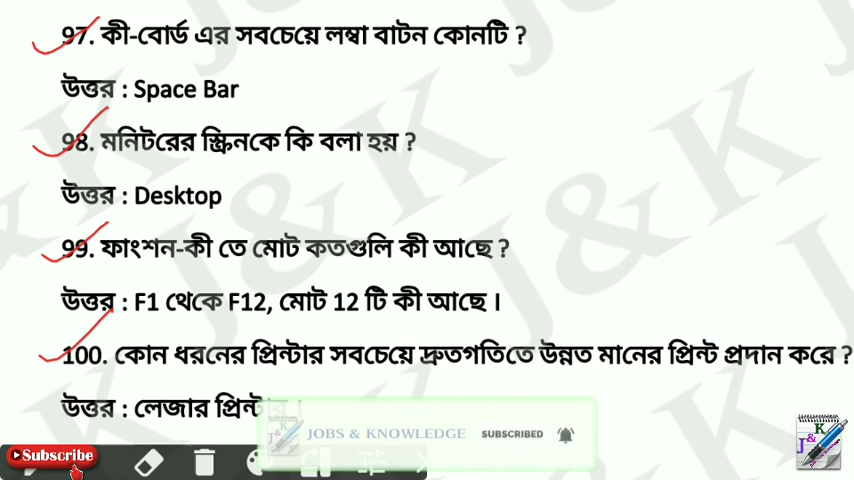 97. কী-বোর্ড এর সবচেয়ে লম্বা বাটন কোনটি ?
উত্তর : Space Bar
98. মনিটরের স্ক্রিনকে কি বলা হয় ?
উত্তর : Desktop
99. ফাংশন-কী তে মোট কতগুলি কী আছে ?
উত্তর : F1 থেকে F12, মোট 12 টি কী আছে ।
100. কোন ধরনের প্রিন্টার সবচেয়ে দ্রুতগতিতে উন্নত মানের প্রিন্ট প্রদান করে ?
উত্তর : লেজার প্রিন্টার ।
JOBS & KNOWLEDGE SUBSCRIBED
Subscribe
J&K